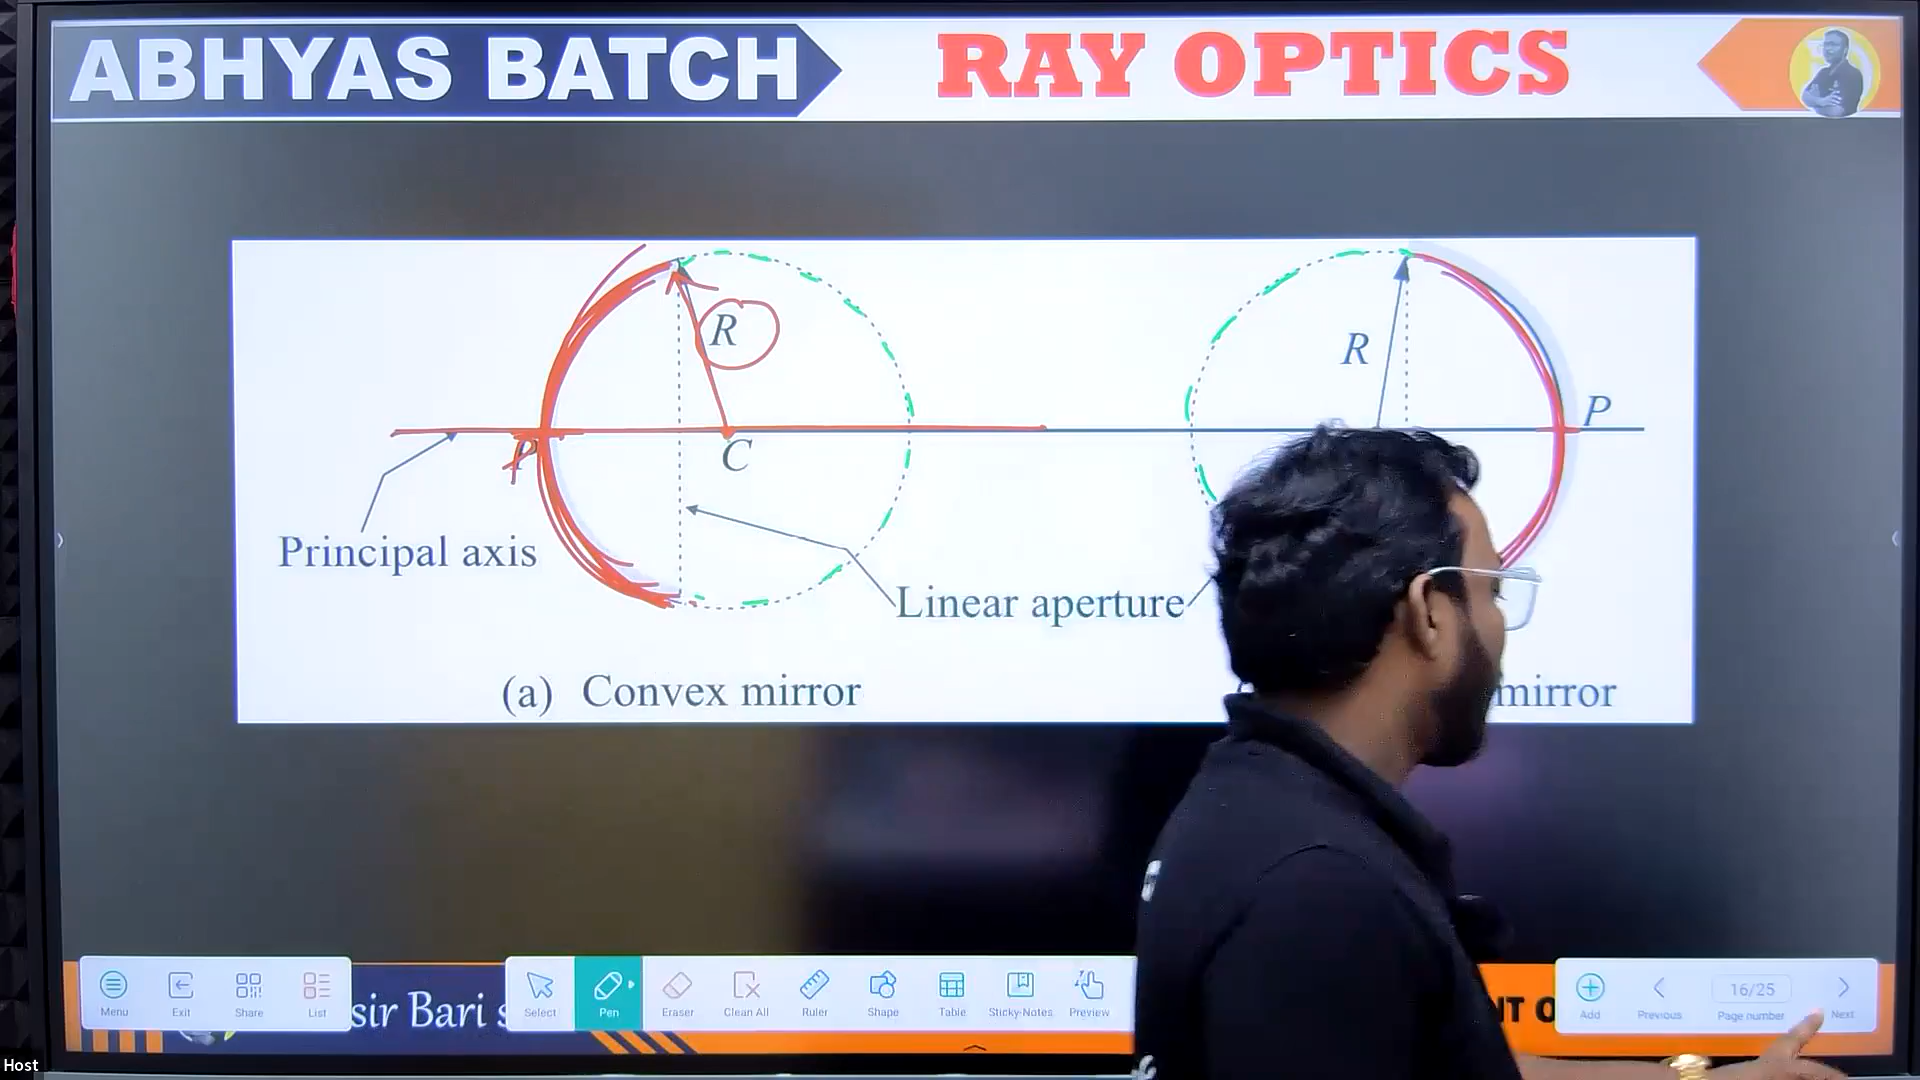 ABHYAS BATCH
RAY OPTICS
R
R
P
P
C
Principal axis
Linear aperture
(a) Convex mirror
mirror
Menu
Exit
Share
List
sir Bari s
Select
Pen
Eraser
Clean All
Ruler
Shape
Table
Sticky-Notes
Preview
NT O
Add
Previous
16/25
Page number
Next
Host